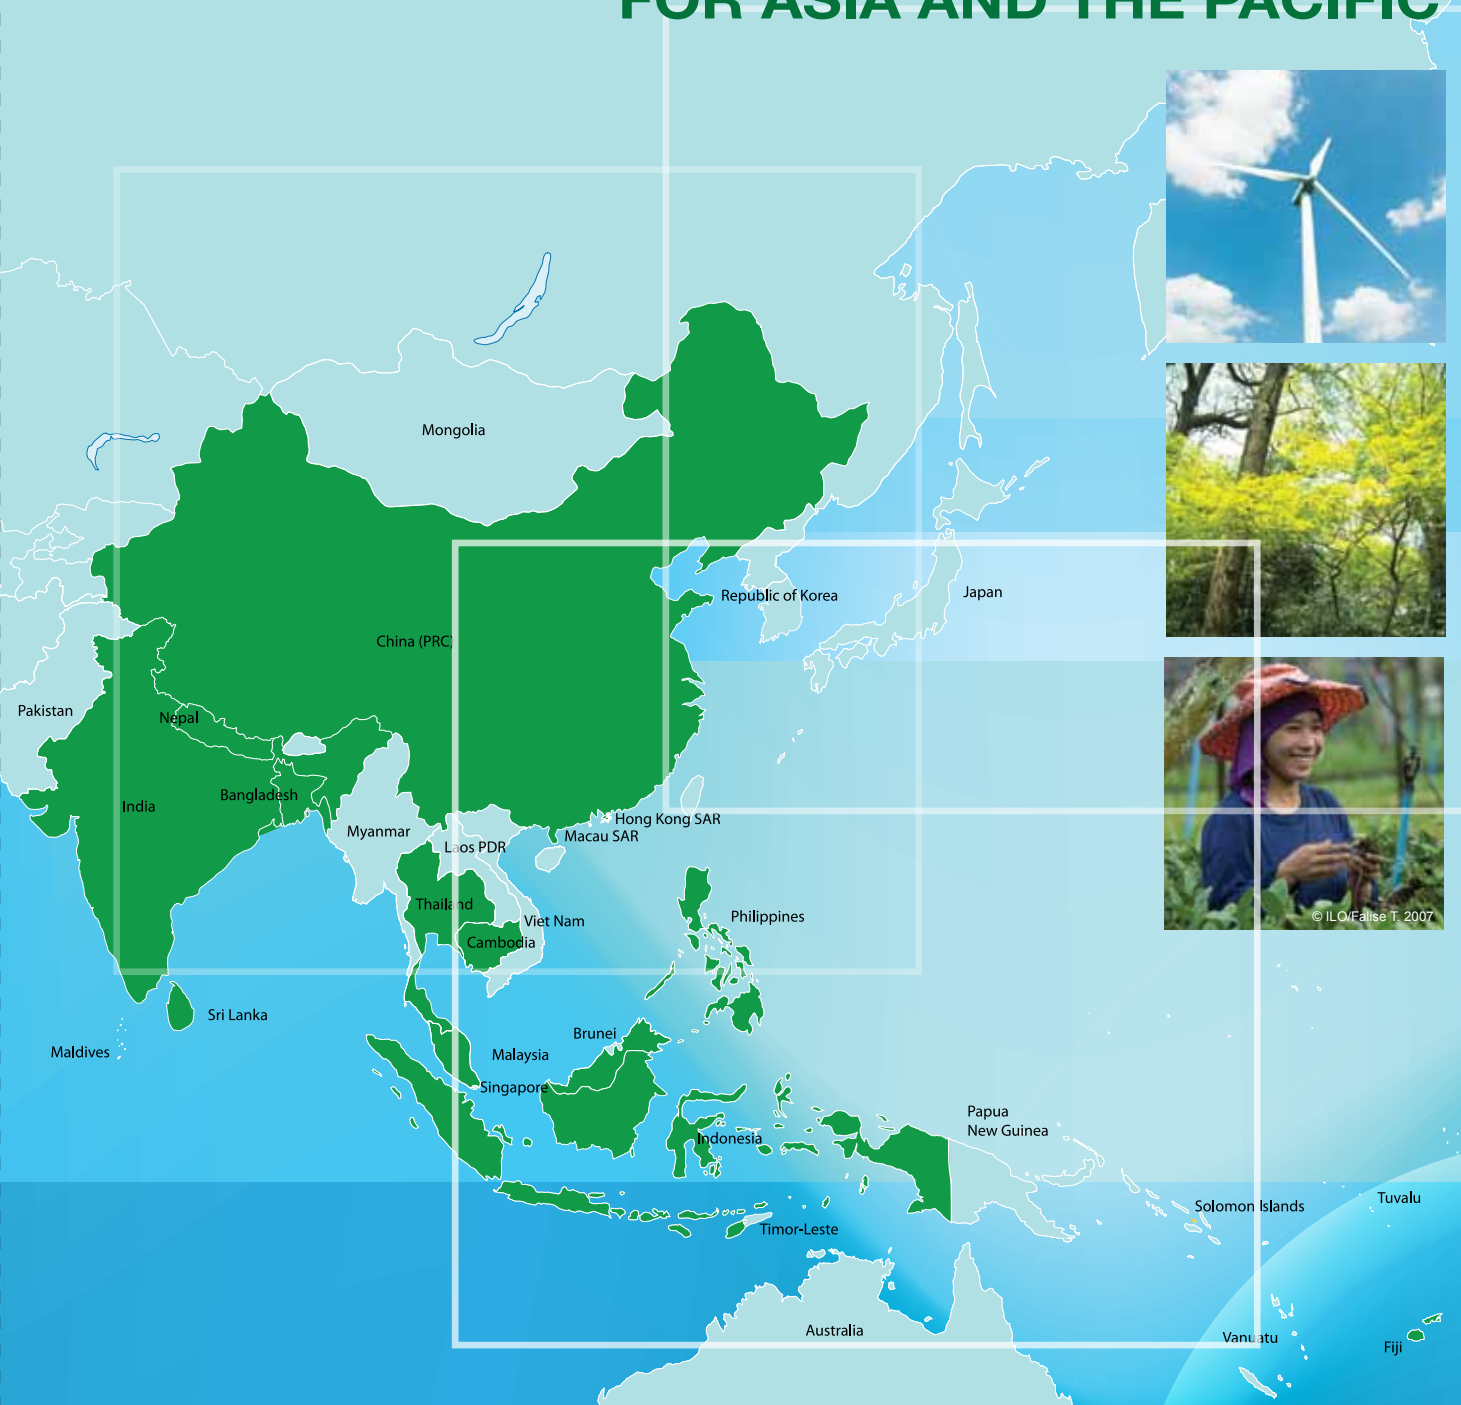 FOR ASIA AND THE PACIFIC
Mongolia
Republic of Korea
Japan
China (PRC)
Pakistan
Nepal
India
Bangladesh
Myanmar
Laos PDR
Hong Kong SAR
Macau SAR
Thailand
Viet Nam
Cambodia
Philippines
© ILO/Falise T. 2007
Sri Lanka
Maldives
Brunei
Malaysia
Singapore
Indonesia
Papua
New Guinea
Timor-Leste
Solomon Islands
Tuvalu
Australia
Vanuatu
Fiji